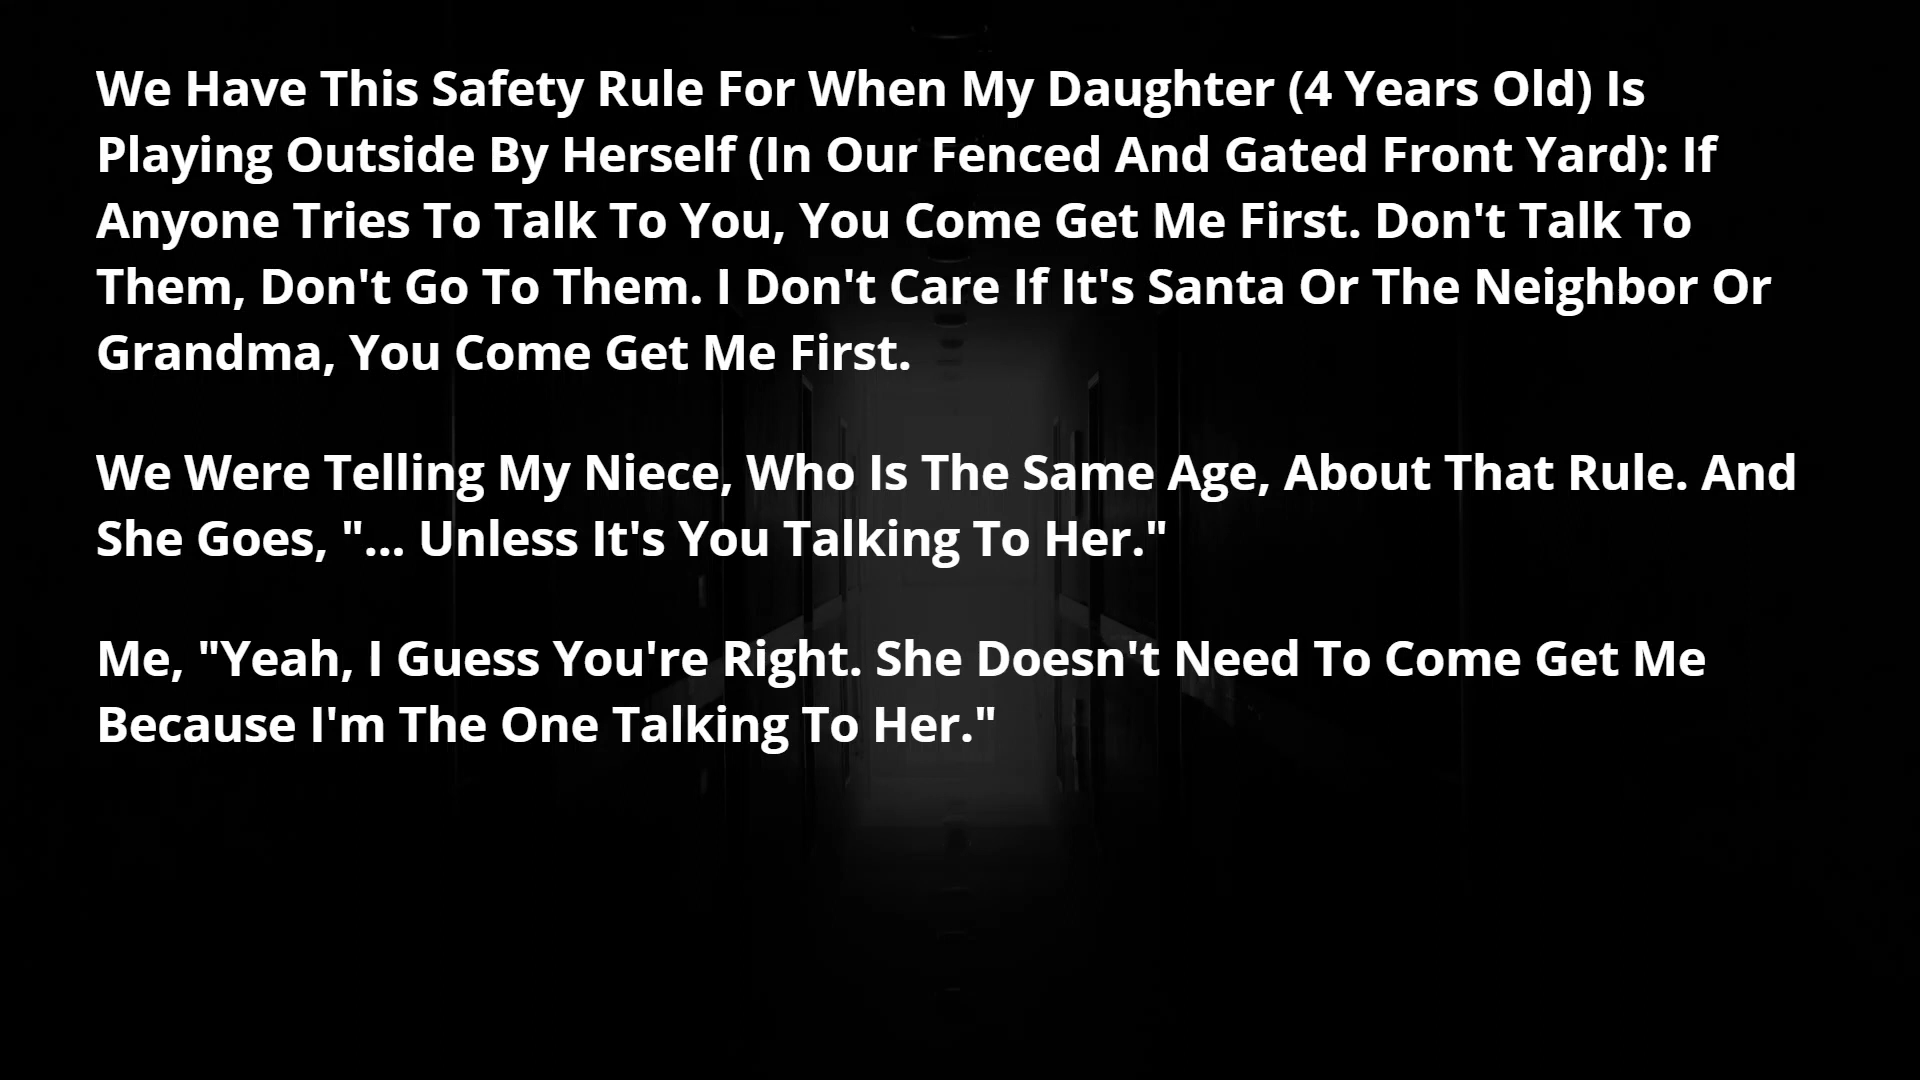 We Have This Safety Rule For When My Daughter (4 Years Old) Is
Playing Outside By Herself (In Our Fenced And Gated Front Yard): If
Anyone Tries To Talk To You, You Come Get Me First. Don't Talk To
Them, Don't Go To Them. I Don't Care If It's Santa Or The Neighbor Or
Grandma, You Come Get Me First.
We Were Telling My Niece, Who Is The Same Age, About That Rule. And
She Goes, "... Unless It's You Talking To Her."
Me, "Yeah, I Guess You're Right. She Doesn't Need To Come Get Me
Because I'm The One Talking To Her."